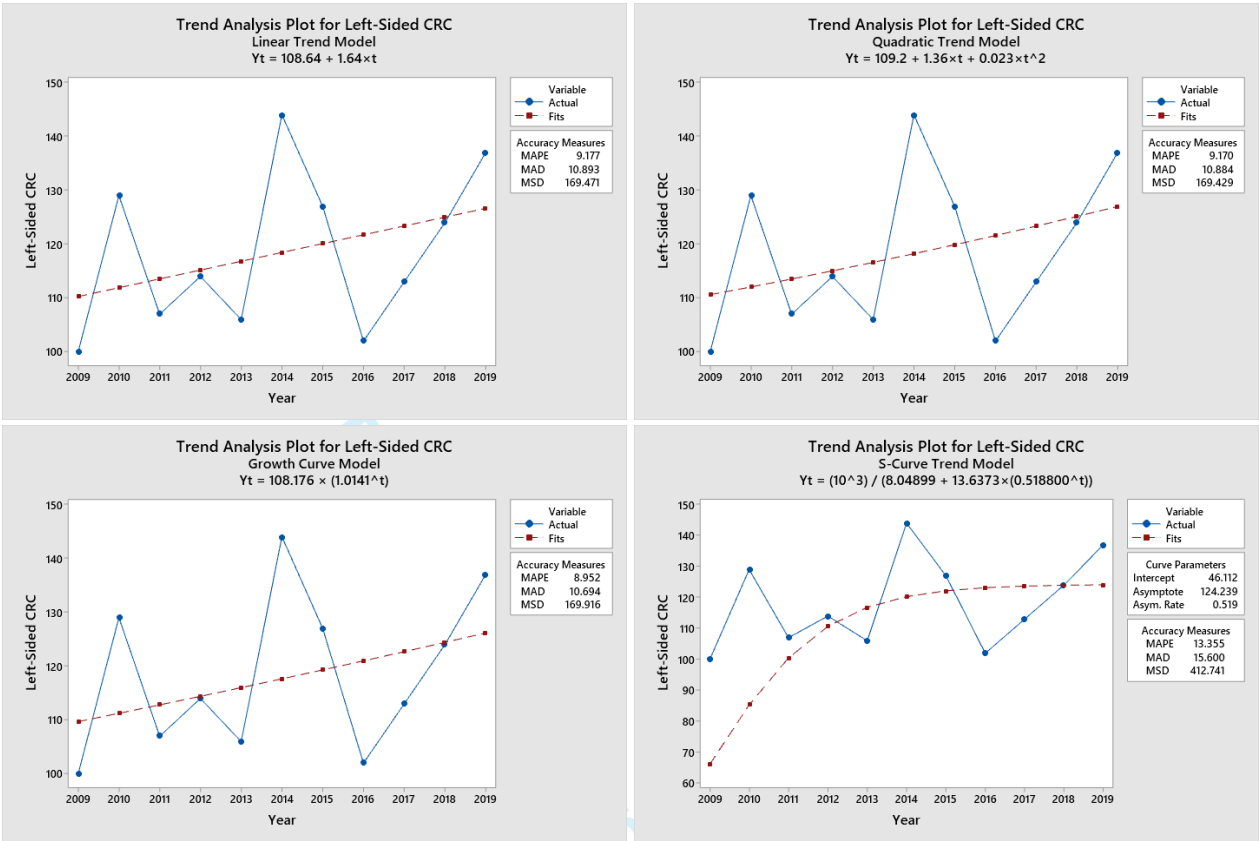 Trend Analysis Plot for Left-Sided CRC
Linear Trend Model
Yt = 108.64 + 1.64×t
150
140
130
120
110
100
Left-Sided CRC
2009 2010 2011 2012 2013 2014 2015 2016 2017 2018 2019
Year
Variable
Actual
Fits
Accuracy Measures
MAPE 9.177
MAD 10.893
MSD 169.471
Trend Analysis Plot for Left-Sided CRC
Quadratic Trend Model
Yt = 109.2 + 1.36×t + 0.023×t^2
150
140
130
120
110
100
Left-Sided CRC
2009 2010 2011 2012 2013 2014 2015 2016 2017 2018 2019
Year
Variable
Actual
Fits
Accuracy Measures
MAPE 9.170
MAD 10.884
MSD 169.429
Trend Analysis Plot for Left-Sided CRC
Growth Curve Model
Yt = 108.176 × (1.0141^t)
150
140
130
120
110
100
Left-Sided CRC
2009 2010 2011 2012 2013 2014 2015 2016 2017 2018 2019
Year
Variable
Actual
Fits
Accuracy Measures
MAPE 8.952
MAD 10.694
MSD 169.916
Trend Analysis Plot for Left-Sided CRC
S-Curve Trend Model
Yt = (10^3) / (8.04899 + 13.6373×(0.518800^t))
150
140
130
120
110
100
90
80
70
60
Left-Sided CRC
2009 2010 2011 2012 2013 2014 2015 2016 2017 2018 2019
Year
Variable
Actual
Fits
Curve Parameters
Intercept 46.112
Asymptote 124.239
Asym. Rate 0.519
Accuracy Measures
MAPE 13.355
MAD 15.600
MSD 412.741